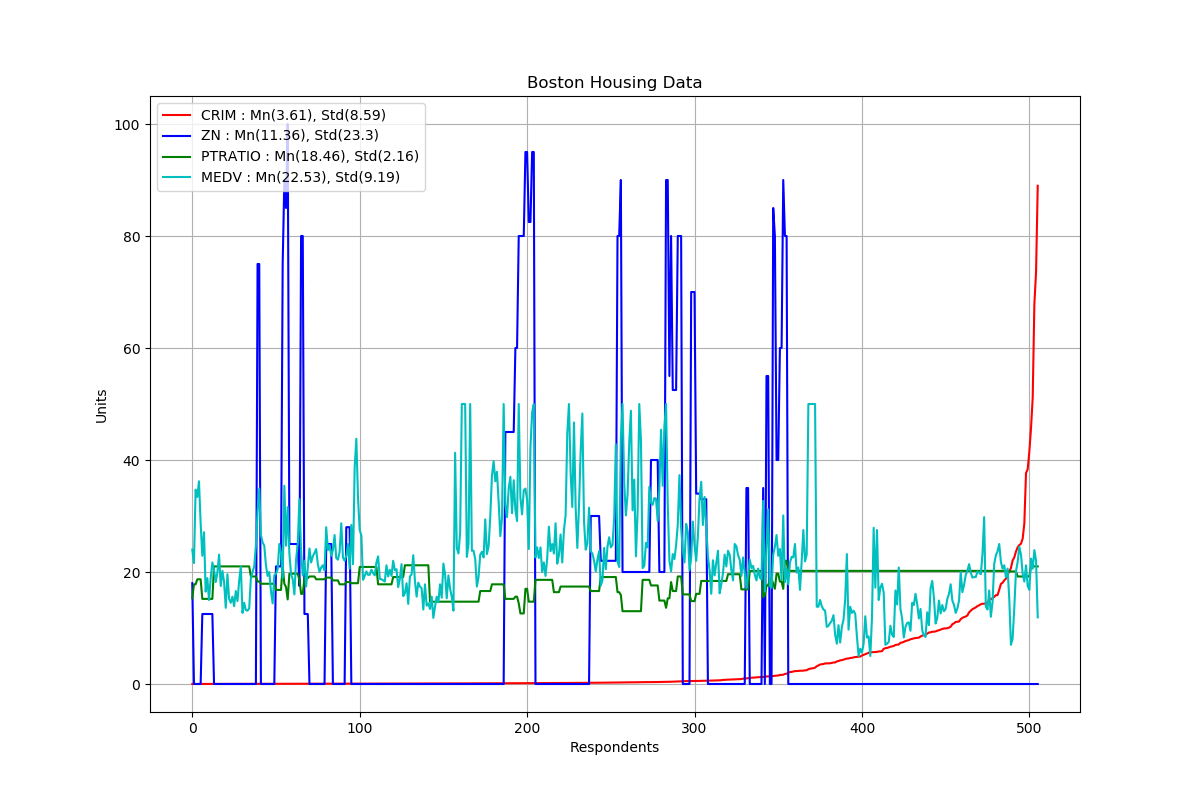 Boston Housing Data
CRIM : Mn(3.61), Std(8.59)
ZN : Mn(11.36), Std(23.3)
PTRATIO : Mn(18.46), Std(2.16)
MEDV : Mn(22.53), Std(9.19)
100
80
60
40
20
0
Units
0 100 200 300 400 500
Respondents